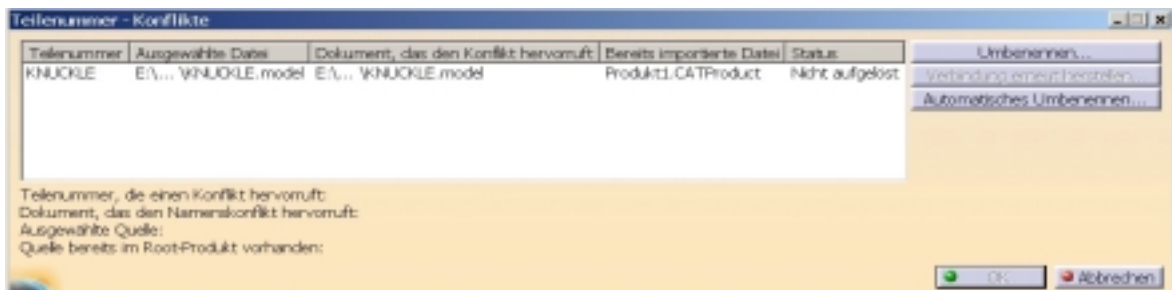 Teilenummer - Konflikte
Teilenummer Ausgewählte Datei Dokument, das den Konflikt hervorruft Bereits importierte Datei Status
KNUCKLE E:\... \KNUCKLE.model E:\... \KNUCKLE.model Produkt1.CATProduct Nicht aufgelöst
Umbenennen...
Verbindung erneut herstellen...
Automatisches Umbenennen...
Teilenummer, die einen Konflikt hervorruft:
Dokument, das den Namenskonflikt hervorruft:
Ausgewählte Quelle:
Quelle bereits im Root-Produkt vorhanden:
OK Abbrechen